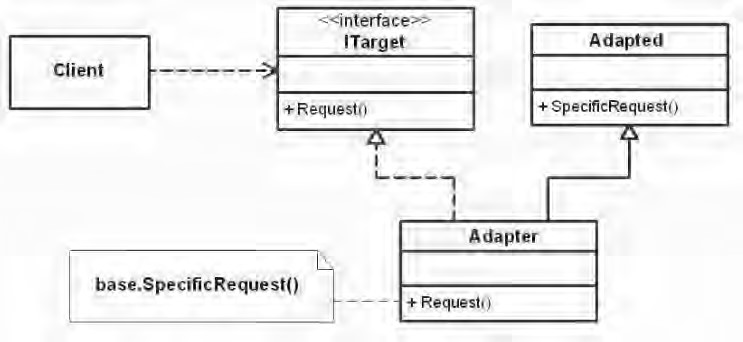 <<interface>>
ITarget
Client
+ Request()
Adapted
+ SpecificRequest()
Adapter
+ Request()
base.SpecificRequest()